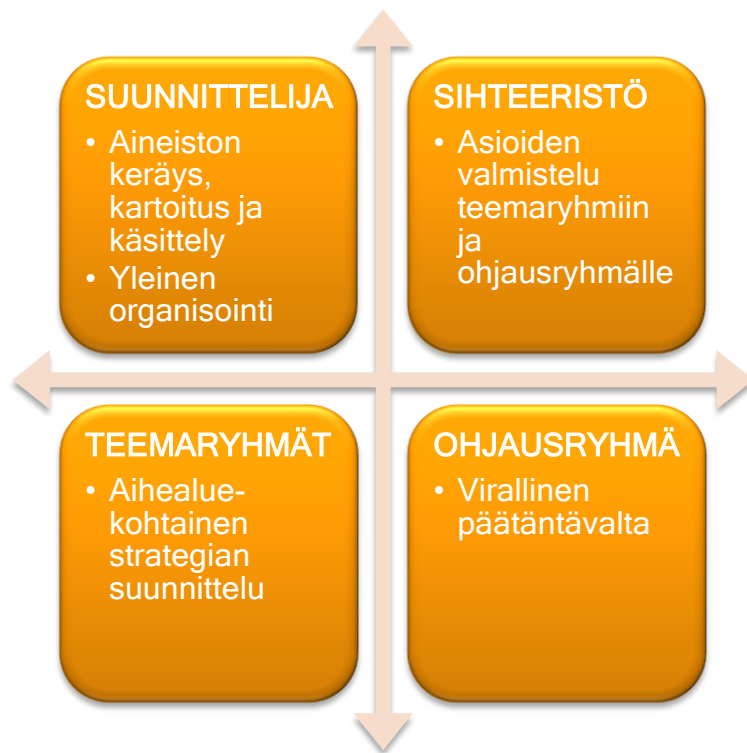 SUUNNITTELIJA
• Aineiston
keräys,
kartoitus ja
käsittely
• Yleinen
organisointi
SIHTEERISTÖ
• Asioiden
valmistelu
teemaryhmiin
ja
ohjausryhmälle
TEEMARYHMÄT
• Aihealue-
kohtainen
strategian
suunnittelu
OHJAUSRYHMÄ
• Virallinen
päätäntävalta